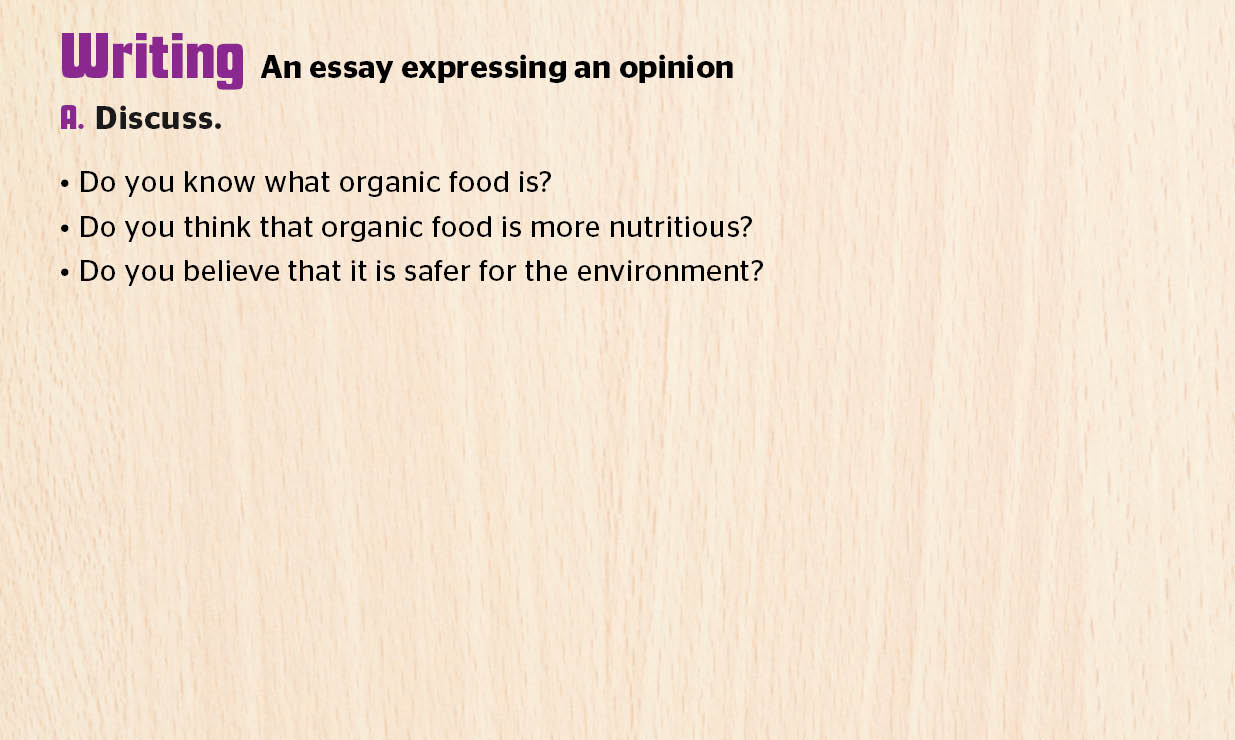 Writing An essay expressing an opinion
A. Discuss.
• Do you know what organic food is?
• Do you think that organic food is more nutritious?
• Do you believe that it is safer for the environment?